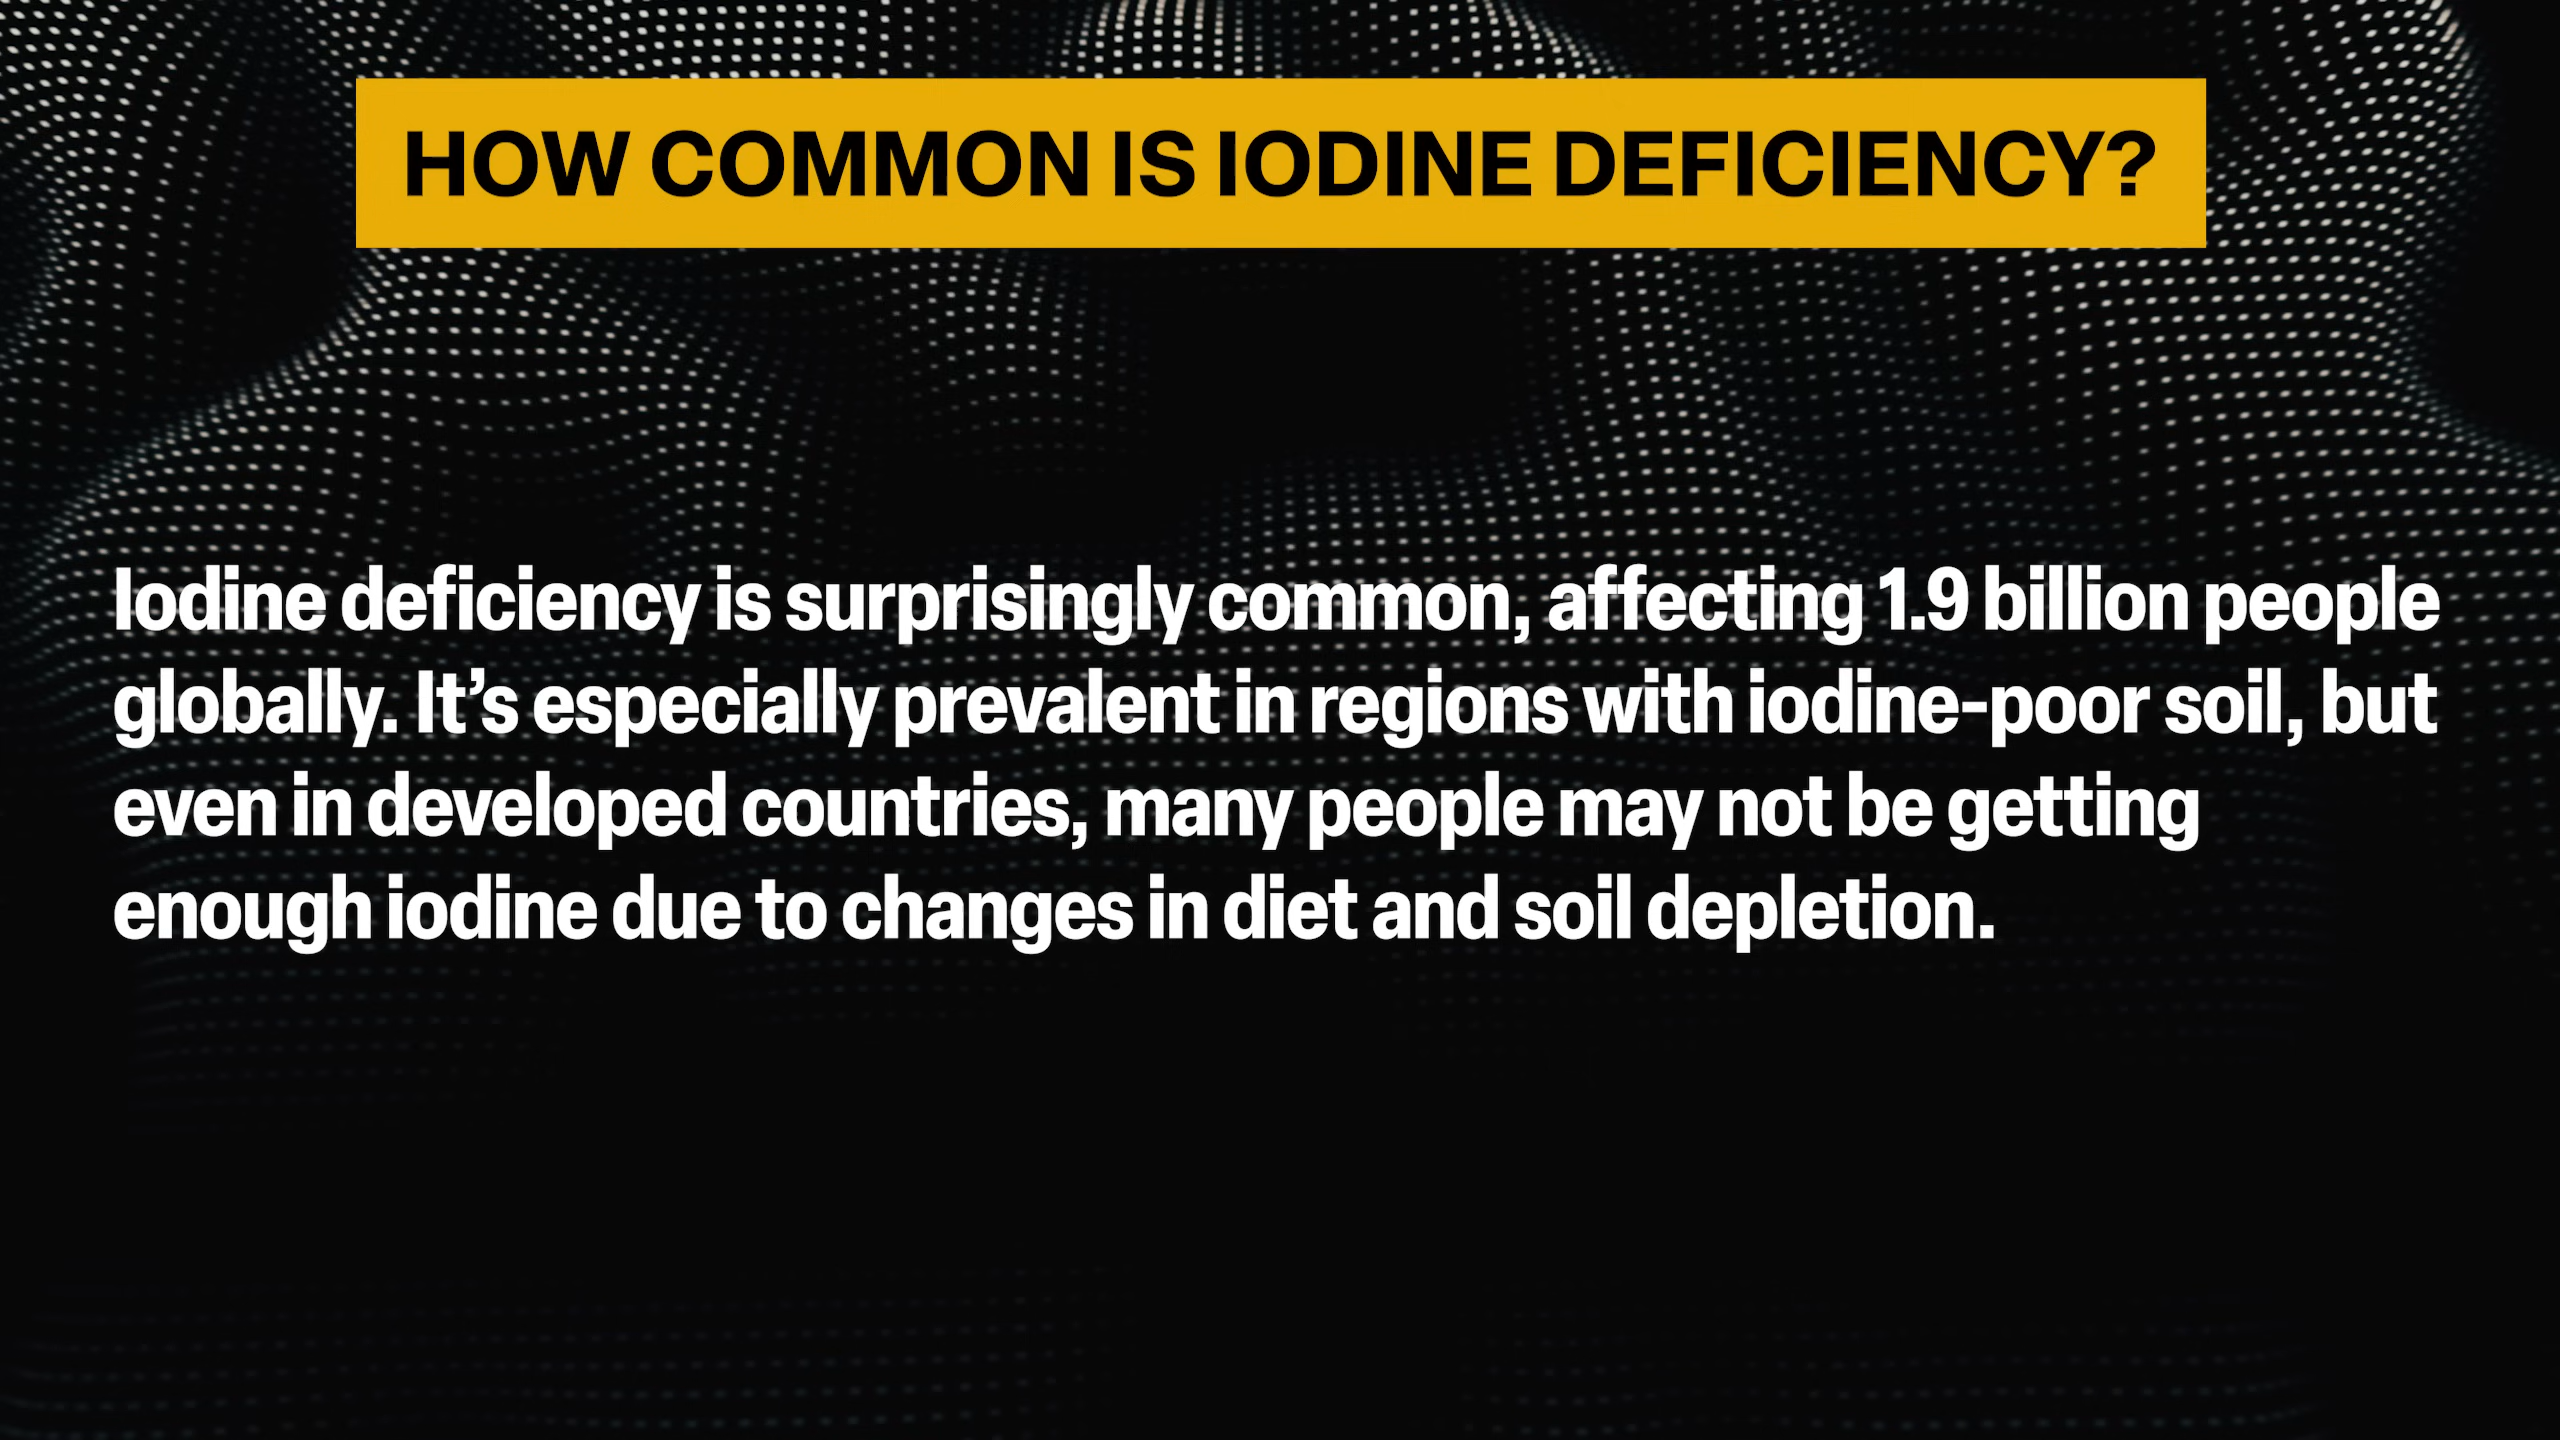 HOW COMMON IS IODINE DEFICIENCY?
Iodine deficiency is surprisingly common, affecting 1.9 billion people
globally. It’s especially prevalent in regions with iodine-poor soil, but
even in developed countries, many people may not be getting
enough iodine due to changes in diet and soil depletion.